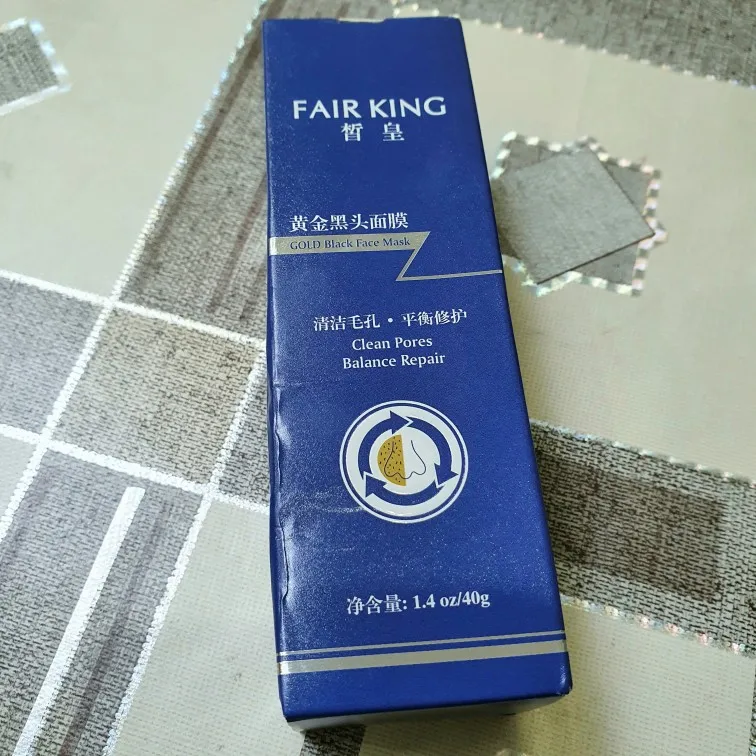 FAIR KING
皙皇
黄金黑头面膜
GOLD Black Face Mask
清洁毛孔・平衡修护
Clean Pores
Balance Repair
净含量: 1.4 oz/40g